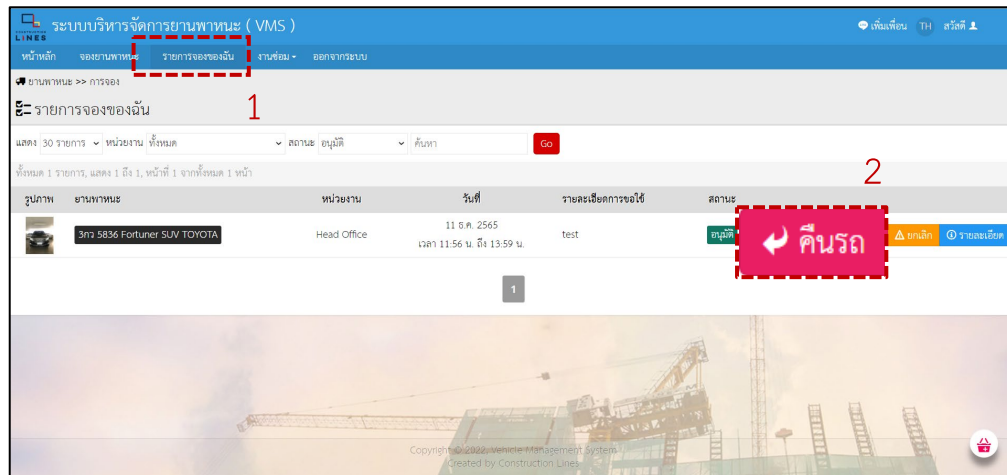 CONSTRUCTION
LINES
ระบบบริหารจัดการยานพาหนะ ( VMS )
เพิ่มเพื่อน TH สวัสดี
หน้าหลัก จองยานพาหนะ รายการจองของฉัน งานซ่อม ออกจากระบบ
ยานพาหนะ >> การจอง
1
รายการจองของฉัน
แสดง 30 รายการ หน่วยงาน ทั้งหมด สถานะ อนุมัติ ค้นหา Go
ทั้งหมด 1 รายการ, แสดง 1 ถึง 1, หน้าที่ 1 จากทั้งหมด 1 หน้า
2
รูปภาพ ยานพาหนะ หน่วยงาน วันที่ รายละเอียดการขอใช้ สถานะ
3กว 5836 Fortuner SUV TOYOTA Head Office 11 ธ.ค. 2565 test อนุมัติ คืนรถ ยกเลิก รายละเอียด
เวลา 11:56 น. ถึง 13:59 น.
1
Copyright © 2022, Vehicle Management System
Created by Construction Lines